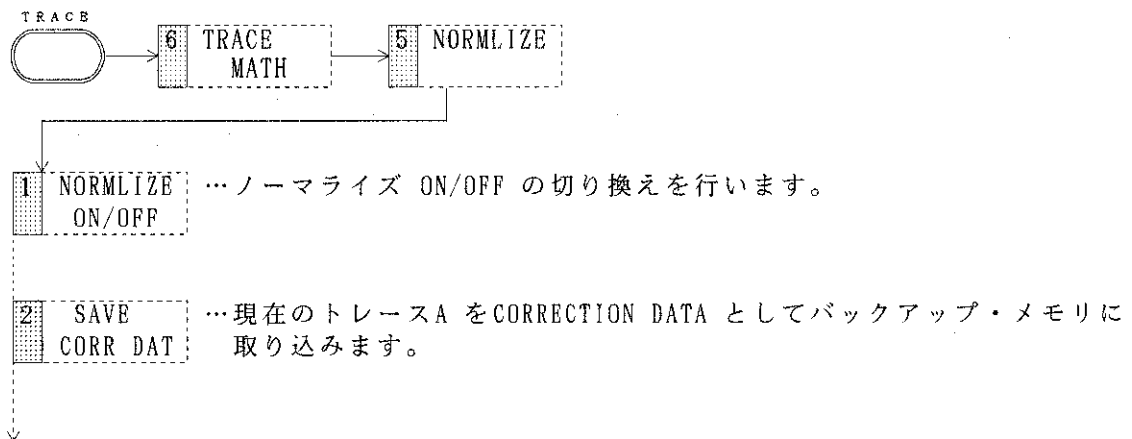 TRACE
6 TRACE
MATH
5 NORMLIZE
1 NORMLIZE …ノーマライズ ON/OFF の切り換えを行います。
ON/OFF
2 SAVE …現在のトレースA をCORRECTION DATA としてバックアップ・メモリに
CORR DAT 取り込みます。